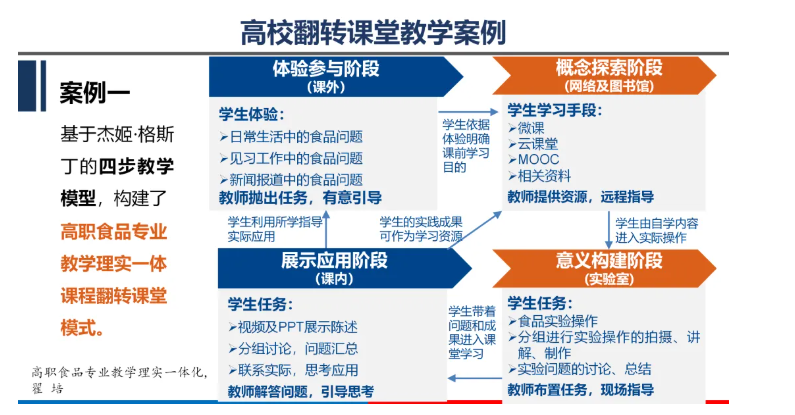 高校翻转课堂教学案例
案例一
基于杰姬·格斯
丁的四步教学
模型，构建了
高职食品专业
教学理实一体
课程翻转课堂
模式。
高职食品专业教学理实一体化,
翟 培
体验参与阶段
(课外)
学生体验：
➢日常生活中的食品问题
➢见习工作中的食品问题
➢新闻报道中的食品问题
教师抛出任务，有意引导
学生依据
体验明确
课前学习
目的
概念探索阶段
(网络及图书馆)
学生学习手段：
➢微课
➢云课堂
➢MOOC
➢相关资料
教师提供资源，远程指导
学生利用所学指导
实际应用
学生的实践成果
可作为学习资源
学生由自学内容
进入实际操作
展示应用阶段
(课内)
学生任务：
➢视频及PPT展示陈述
➢分组讨论，问题汇总
➢联系实际，思考应用
教师解答问题，引导思考
学生带着
问题和成
果进入课
堂学习
意义构建阶段
(实验室)
学生任务：
➢食品实验操作
➢分组进行实验操作的拍摄、讲
解、制作
➢实验问题的讨论、总结
教师布置任务，现场指导